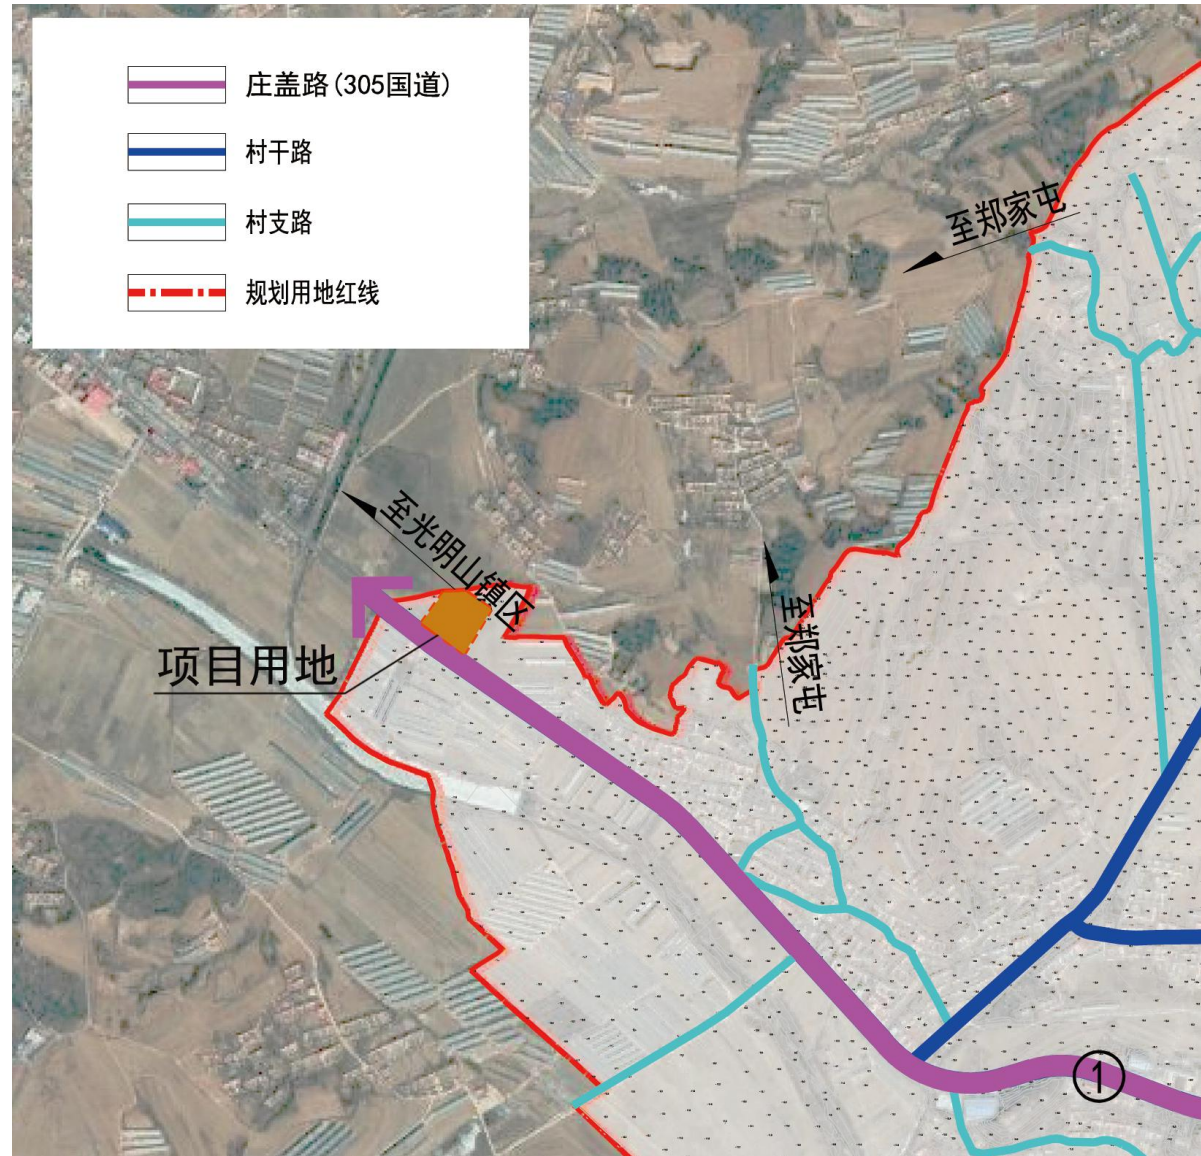 庄盖路(305国道)
村干路
村支路
规划用地红线
至郑家屯
至光明山镇区
至郑家屯
项目用地
1